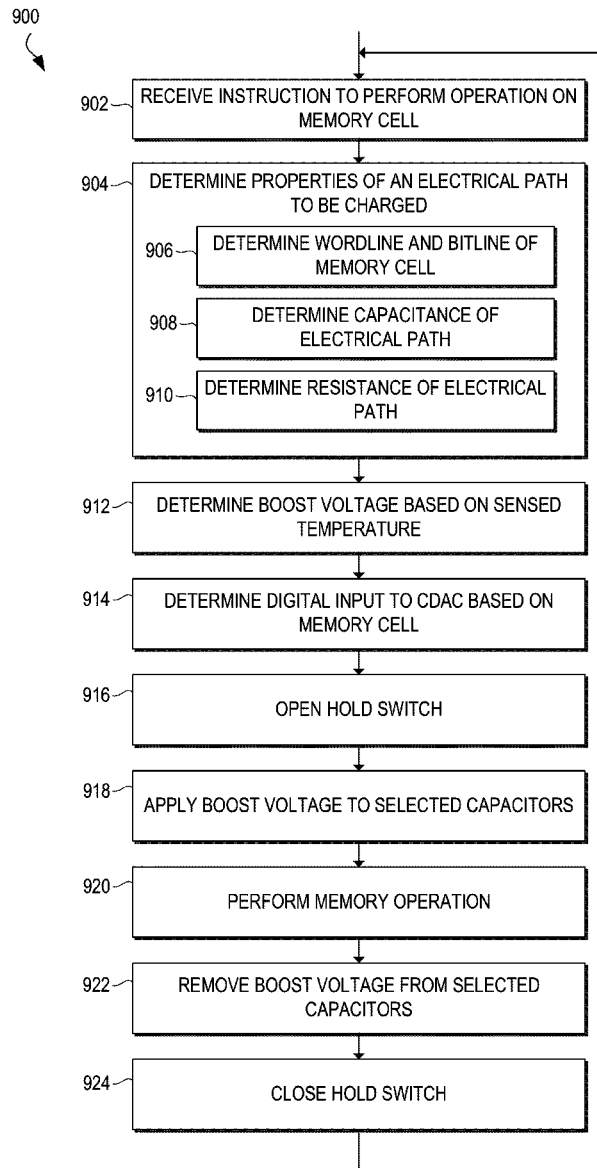 900
902
RECEIVE INSTRUCTION TO PERFORM OPERATION ON
MEMORY CELL
904
DETERMINE PROPERTIES OF AN ELECTRICAL PATH
TO BE CHARGED
906
DETERMINE WORDLINE AND BITLINE OF
MEMORY CELL
908
DETERMINE CAPACITANCE OF
ELECTRICAL PATH
910
DETERMINE RESISTANCE OF ELECTRICAL
PATH
912
DETERMINE BOOST VOLTAGE BASED ON SENSED
TEMPERATURE
914
DETERMINE DIGITAL INPUT TO CDAC BASED ON
MEMORY CELL
916
OPEN HOLD SWITCH
918
APPLY BOOST VOLTAGE TO SELECTED CAPACITORS
920
PERFORM MEMORY OPERATION
922
REMOVE BOOST VOLTAGE FROM SELECTED
CAPACITORS
924
CLOSE HOLD SWITCH